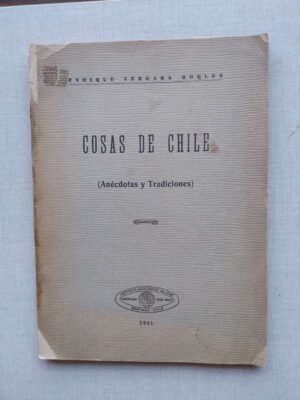 ENRIQUE VERGARA ROBLES
COSAS DE CHILE
(Anécdotas y Tradiciones)
1941